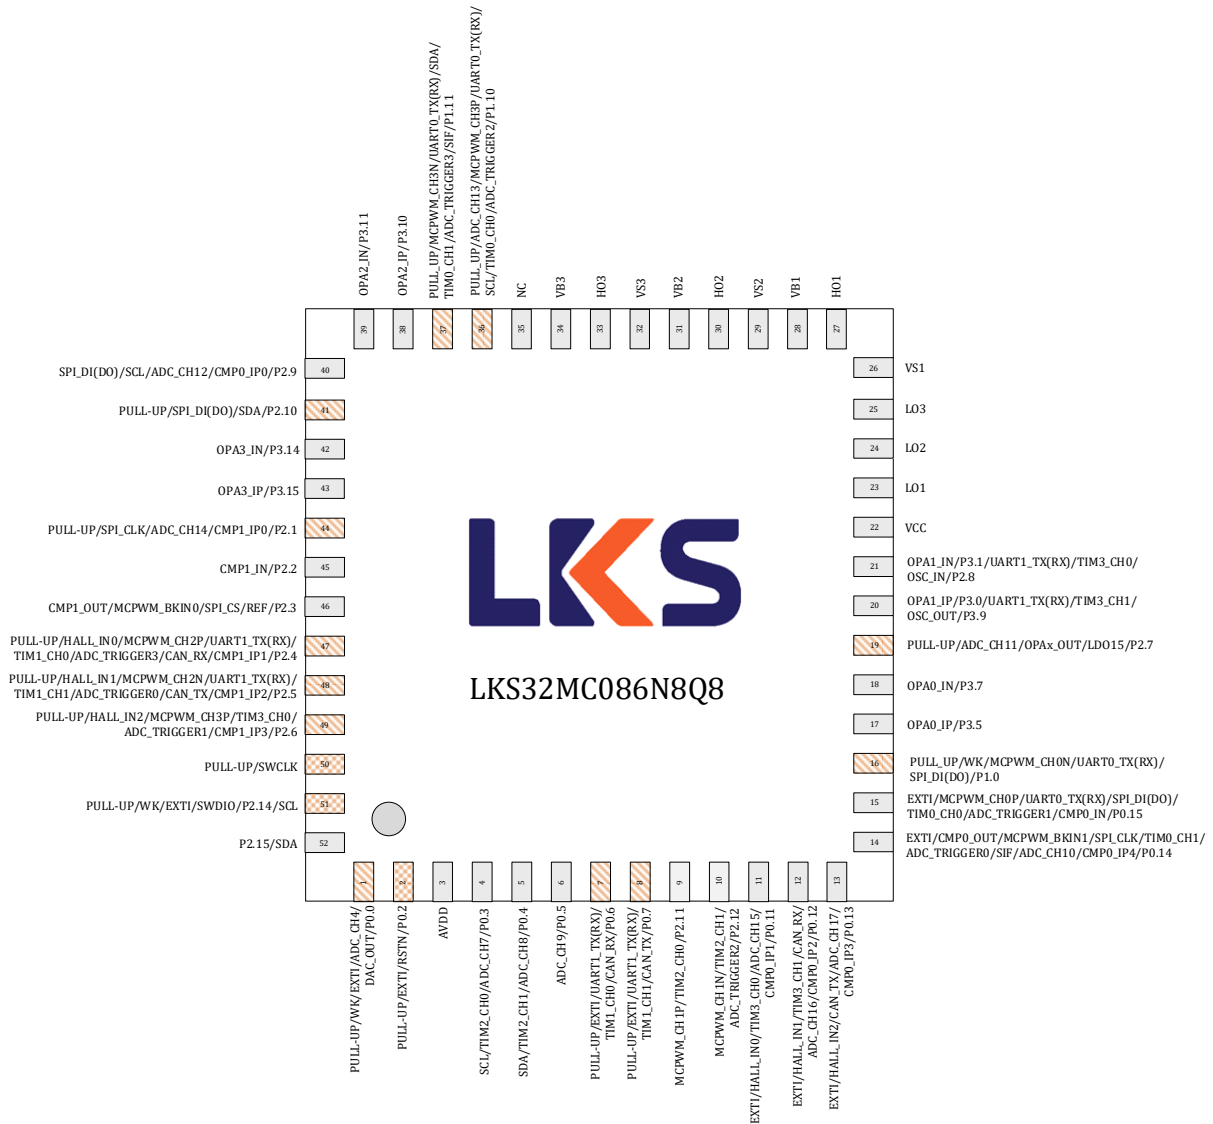 PULL_UP/MCPWM_CH3N/UART0_TX(RX)/SDA/
TIM0_CH1/ADC_TRIGGER3/SIF/P1.11
PULL_UP/ADC_CH13/MCPWM_CH3P/UART0_TX(RX)/
SCL/TIM0_CH0/ADC_TRIGGER2/P1.10
OPA2_IN/P3.11
OPA2_IP/P3.10
NC
VB3
HO3
VS3
VB2
HO2
VS2
VB1
HO1
39
38
37
36
35
34
33
32
31
30
29
28
27
SPI_DI(DO)/SCL/ADC_CH12/CMP0_IP0/P2.9
40
PULL-UP/SPI_DI(DO)/SDA/P2.10
41
OPA3_IN/P3.14
42
OPA3_IP/P3.15
43
PULL-UP/SPI_CLK/ADC_CH14/CMP1_IP0/P2.1
44
CMP1_IN/P2.2
45
CMP1_OUT/MCPWM_BKIN0/SPI_CS/REF/P2.3
46
PULL-UP/HALL_IN0/MCPWM_CH2P/UART1_TX(RX)/
TIM1_CH0/ADC_TRIGGER3/CAN_RX/CMP1_IP1/P2.4
47
PULL-UP/HALL_IN1/MCPWM_CH2N/UART1_TX(RX)/
TIM1_CH1/ADC_TRIGGER0/CAN_TX/CMP1_IP2/P2.5
48
PULL-UP/HALL_IN2/MCPWM_CH3P/TIM3_CH0/
ADC_TRIGGER1/CMP1_IP3/P2.6
49
PULL-UP/SWCLK
50
PULL-UP/WK/EXTI/SWDIO/P2.14/SCL
51
P2.15/SDA
52
LKS
LKS32MC086N8Q8
26
VS1
25
LO3
24
LO2
23
LO1
22
VCC
21
OPA1_IN/P3.1/UART1_TX(RX)/TIM3_CH0/
OSC_IN/P2.8
20
OPA1_IP/P3.0/UART1_TX(RX)/TIM3_CH1/
OSC_OUT/P3.9
19
PULL-UP/ADC_CH11/OPAx_OUT/LDO15/P2.7
18
OPA0_IN/P3.7
17
OPA0_IP/P3.5
16
PULL_UP/WK/MCPWM_CH0N/UART0_TX(RX)/
SPI_DI(DO)/P1.0
15
EXTI/MCPWM_CH0P/UART0_TX(RX)/SPI_DI(DO)/
TIM0_CH0/ADC_TRIGGER1/CMP0_IN/P0.15
14
EXTI/CMP0_OUT/MCPWM_BKIN1/SPI_CLK/TIM0_CH1/
ADC_TRIGGER0/SIF/ADC_CH10/CMP0_IP4/P0.14
1
2
3
4
5
6
7
8
9
10
11
12
13
PULL-UP/WK/EXTI/ADC_CH4/
DAC_OUT/P0.0
PULL-UP/EXTI/RSTN/P0.2
AVDD
SCL/TIM2_CH0/ADC_CH7/P0.3
SDA/TIM2_CH1/ADC_CH8/P0.4
ADC_CH9/P0.5
PULL-UP/EXTI/UART1_TX(RX)/
TIM1_CH0/CAN_RX/P0.6
PULL-UP/EXTI/UART1_TX(RX)/
TIM1_CH1/CAN_TX/P0.7
MCPWM_CH1P/TIM2_CH0/P2.11
MCPWM_CH1N/TIM2_CH1/
ADC_TRIGGER2/P2.12
EXTI/HALL_IN0/TIM3_CH0/ADC_CH15/
CMP0_IP1/P0.11
EXTI/HALL_IN1/TIM3_CH1/CAN_RX/
ADC_CH16/CMP0_IP2/P0.12
EXTI/HALL_IN2/CAN_TX/ADC_CH17/
CMP0_IP3/P0.13